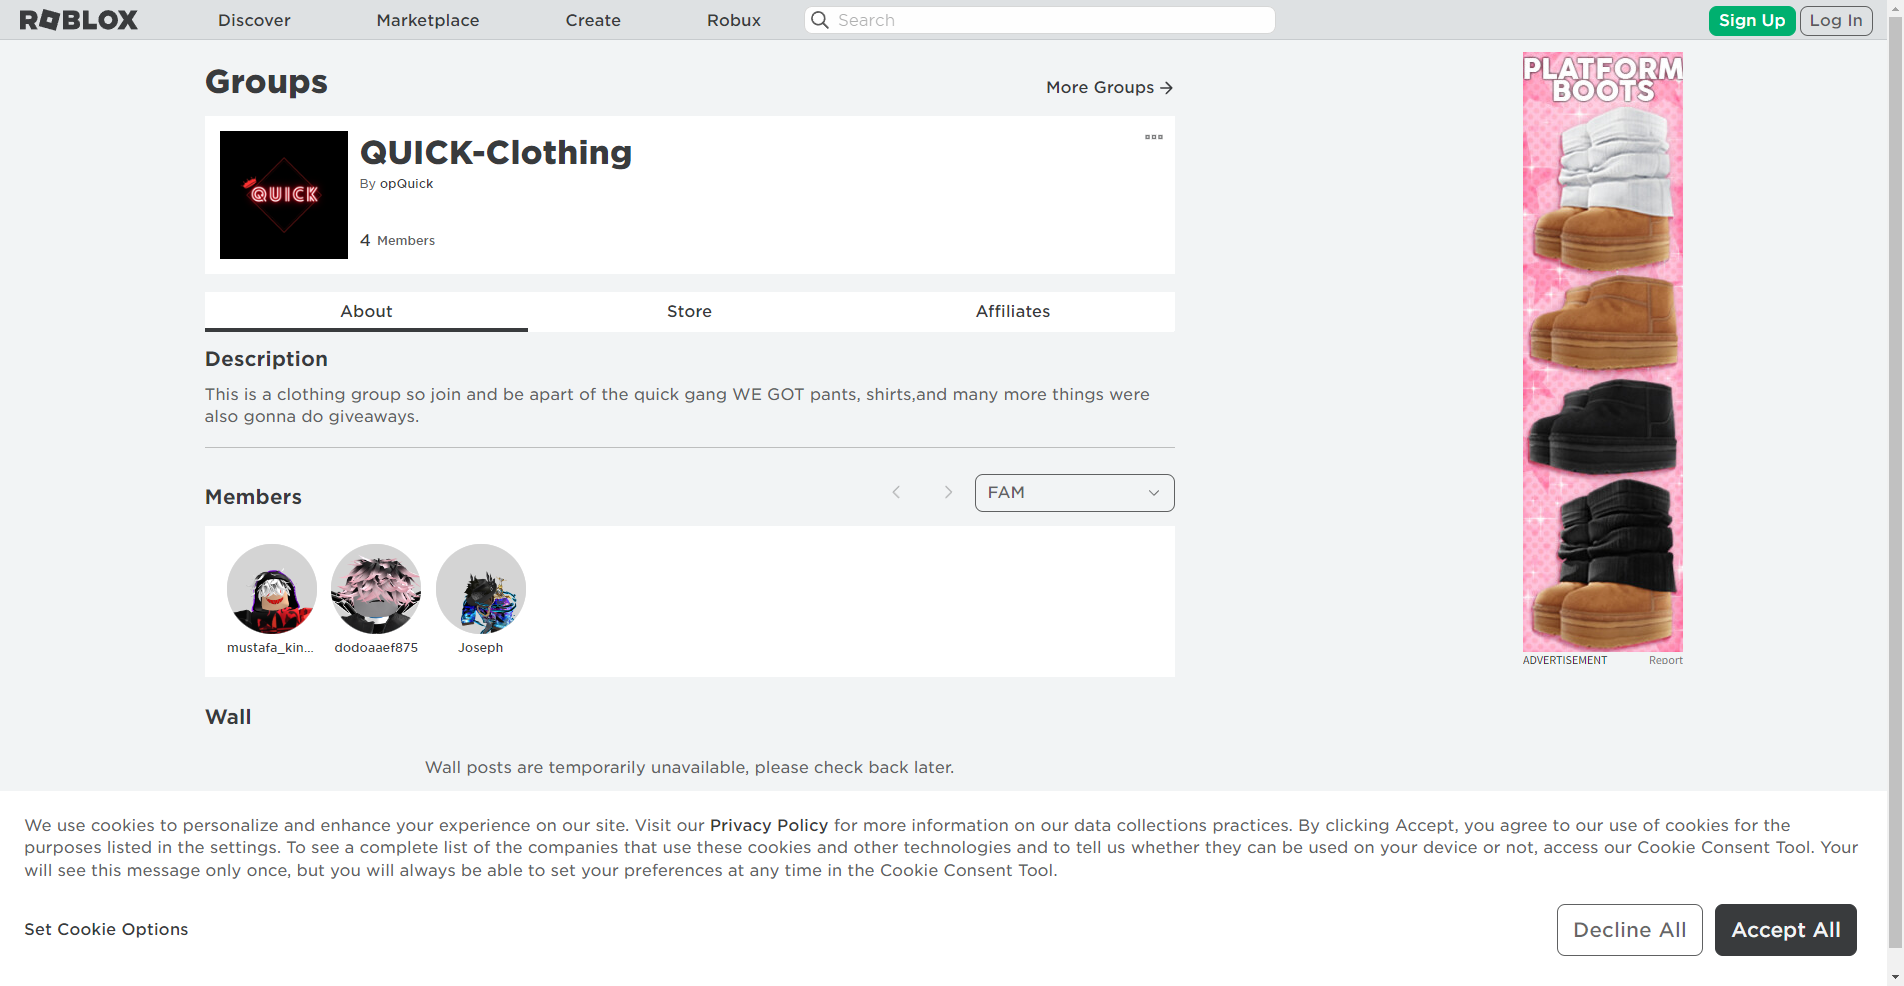 ROBLOX
Discover
Marketplace
Create
Robux
Search
Sign Up
Log In
Groups
More Groups
QUICK
QUICK-Clothing
By opQuick
4 Members
About
Store
Affiliates
Description
This is a clothing group so join and be apart of the quick gang WE GOT pants, shirts,and many more things were
also gonna do giveaways.
Members
FAM
mustafa_kin...
dodoaaef875
Joseph
Wall
Wall posts are temporarily unavailable, please check back later.
PLATFORM
BOOTS
ADVERTISEMENT
Report
We use cookies to personalize and enhance your experience on our site. Visit our Privacy Policy for more information on our data collections practices. By clicking Accept, you agree to our use of cookies for the
purposes listed in the settings. To see a complete list of the companies that use these cookies and other technologies and to tell us whether they can be used on your device or not, access our Cookie Consent Tool. Your
will see this message only once, but you will always be able to set your preferences at any time in the Cookie Consent Tool.
Set Cookie Options
Decline All
Accept All